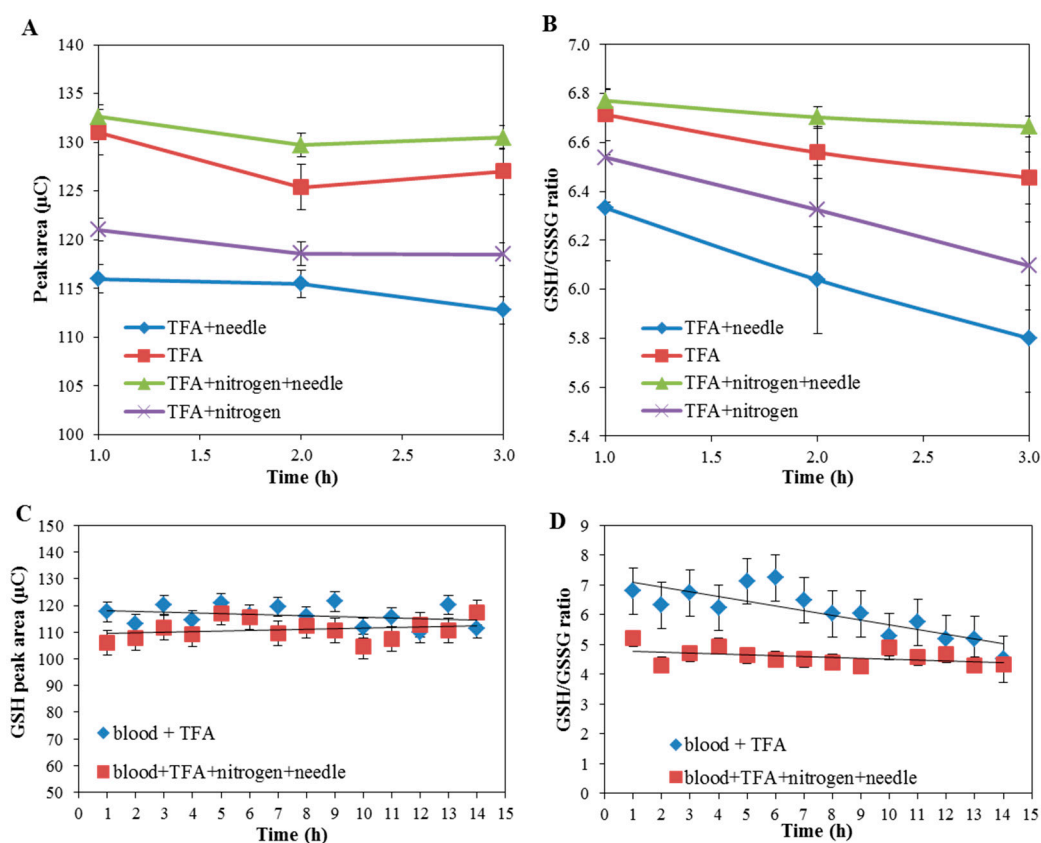 A
Peak area (µC)
140
135
130
125
120
115
110
105
100
TFA+needle
TFA
TFA+nitrogen+needle
TFA+nitrogen
1.0 1.5 2.0 2.5 3.0
Time (h)
B
GSH/GSSG ratio
7.0
6.8
6.6
6.4
6.2
6.0
5.8
5.6
5.4
TFA+needle
TFA
TFA+nitrogen+needle
TFA+nitrogen
1.0 1.5 2.0 2.5 3.0
Time (h)
C
GSH peak area (µC)
150
140
130
120
110
100
90
80
70
60
50
blood + TFA
blood+TFA+nitrogen+needle
0 1 2 3 4 5 6 7 8 9 10 11 12 13 14 15
Time (h)
D
GSH/GSSG ratio
9
8
7
6
5
4
3
2
1
0
blood + TFA
blood+TFA+nitrogen+needle
0 1 2 3 4 5 6 7 8 9 10 11 12 13 14 15
Time (h)